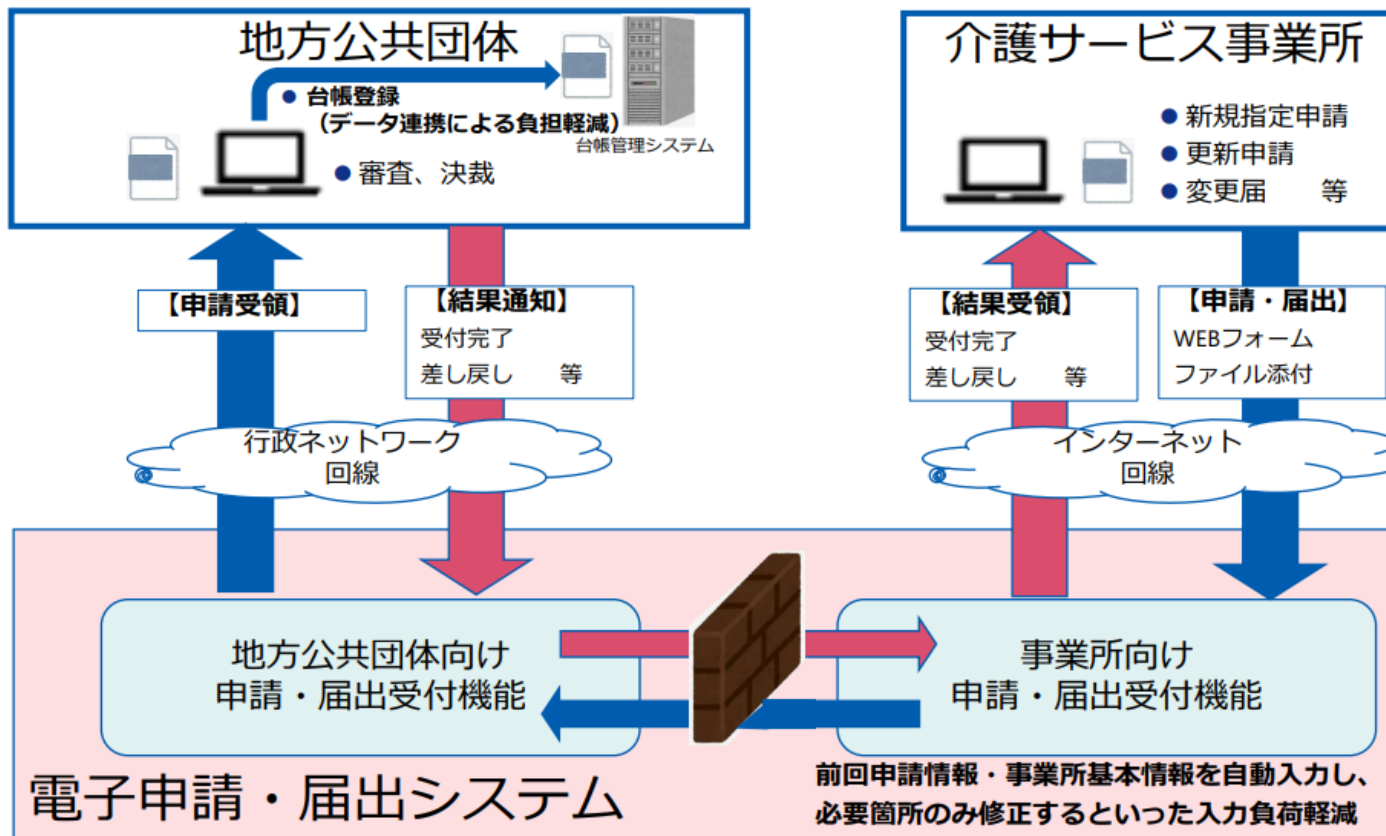 地方公共団体
● 台帳登録
（データ連携による負担軽減）
台帳管理システム
● 審査、決裁
介護サービス事業所
● 新規指定申請
● 更新申請
● 変更届　　等
【申請受領】
【結果通知】
受付完了
差し戻し　　等
【結果受領】
受付完了
差し戻し　　等
【申請・届出】
WEBフォーム
ファイル添付
行政ネットワーク
回線
インターネット
回線
地方公共団体向け
申請・届出受付機能
事業所向け
申請・届出受付機能
電子申請・届出システム
前回申請情報・事業所基本情報を自動入力し、
必要箇所のみ修正するといった入力負荷軽減